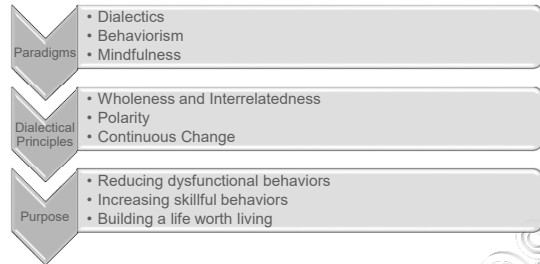 Paradigms
• Dialectics
• Behaviorism
• Mindfulness
Dialectical
Principles
• Wholeness and Interrelatedness
• Polarity
• Continuous Change
Purpose
• Reducing dysfunctional behaviors
• Increasing skillful behaviors
• Building a life worth living